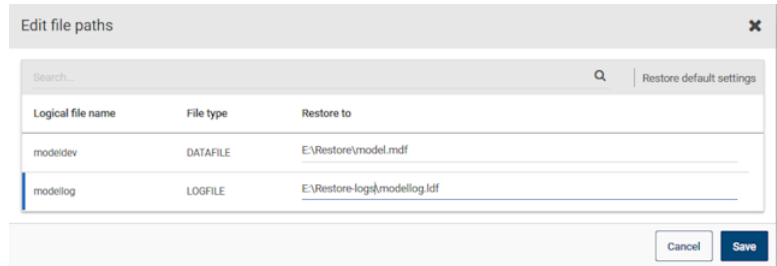 Edit file paths
Search...
Restore default settings
Logical file name File type Restore to
modeldev DATAFILE E:\Restore\model.mdf
modellog LOGFILE E:\Restore-logs\modellog.ldf
Cancel Save